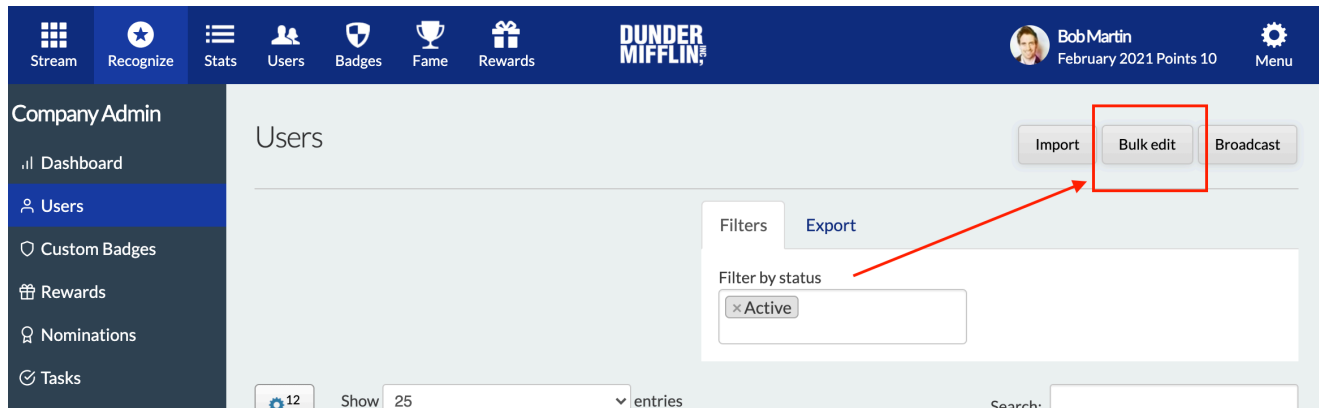 Stream
Recognize
Stats
Users
Badges
Fame
Rewards
DUNDER
MIFFLIN, INC
Bob Martin
February 2021 Points 10
Menu
Company Admin
Dashboard
Users
Custom Badges
Rewards
Nominations
Tasks
Users
Import
Bulk edit
Broadcast
Filters
Export
Filter by status
×Active
12
Show
25
entries
Search: